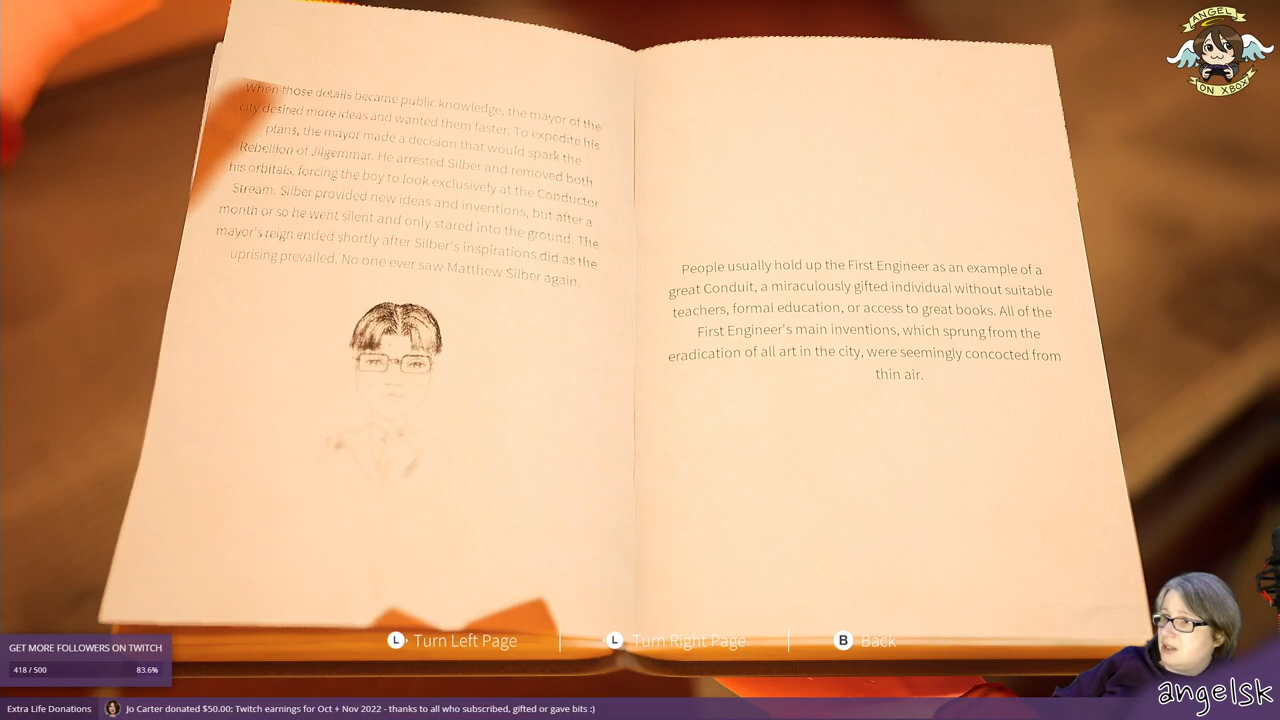 ANGEL
ON XBOX
When those details became public knowledge, the mayor of the
city desired more ideas and wanted them faster. To expedite his
plans, the mayor made a decision that would spark the
Rebellion of Jilgemmar. He arrested Silber and removed both
his orbitals, forcing the boy to look exclusively at the Conductor
Stream. Silber provided new ideas and inventions, but after a
month or so he went silent and only stared into the ground. The
mayor's reign ended shortly after Silber's inspirations did as the
uprising prevailed. No one ever saw Matthew Silber again.
People usually hold up the First Engineer as an example of a
great Conduit, a miraculously gifted individual without suitable
teachers, formal education, or access to great books. All of the
First Engineer's main inventions, which sprung from the
eradication of all art in the city, were seemingly concocted from
thin air.
L Turn Left Page
L Turn Right Page
B Back
GET MORE FOLLOWERS ON TWITCH
418 / 500 83.6%
angelsk
Extra Life Donations
Jo Carter donated $50.00: Twitch earnings for Oct + Nov 2022 - thanks to all who subscribed, gifted or gave bits :)